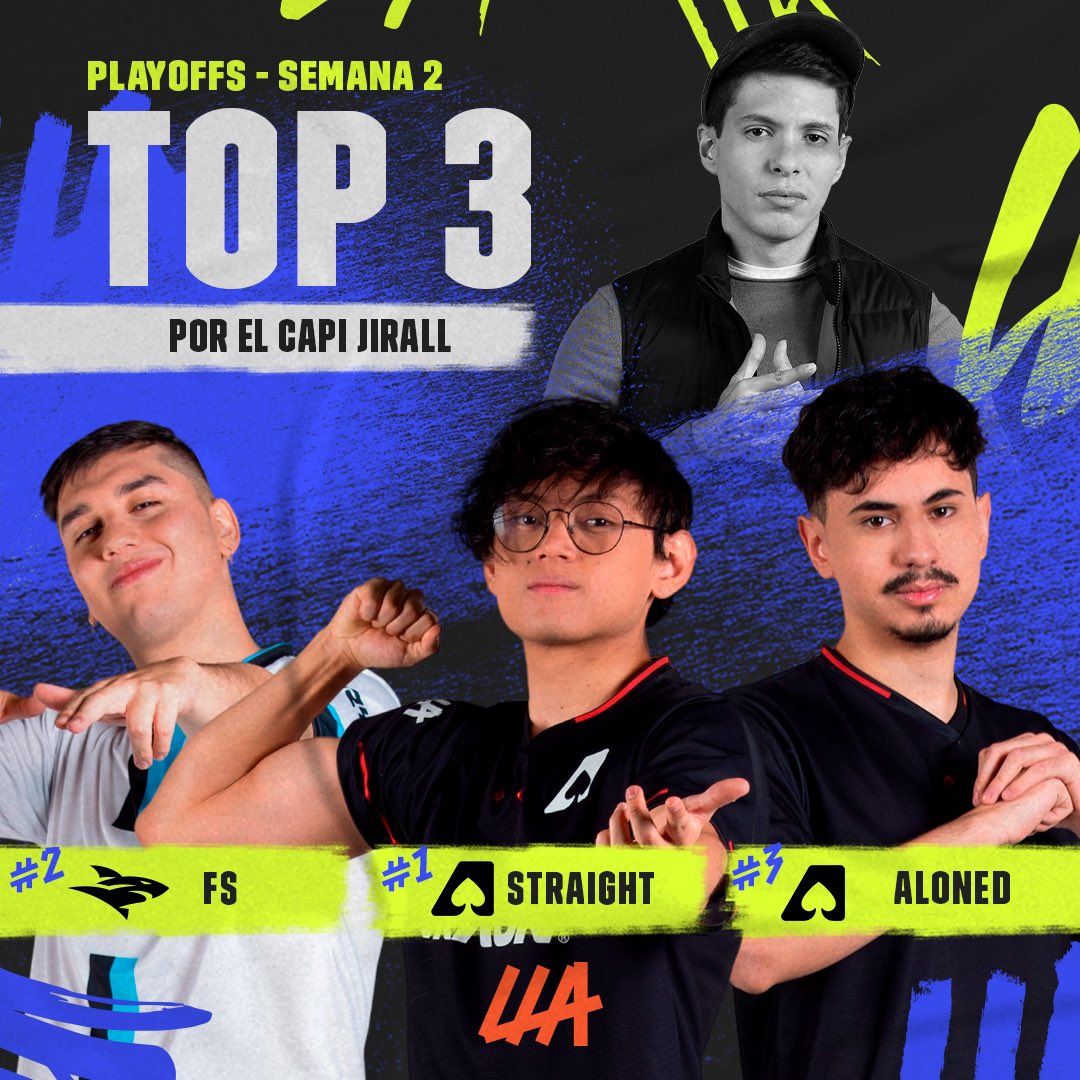 PLAYOFFS - SEMANA 2
TOP 3
POR EL CAPI JIRALL
#2 FS
#1 STRAIGHT
#3 ALONED
LLA